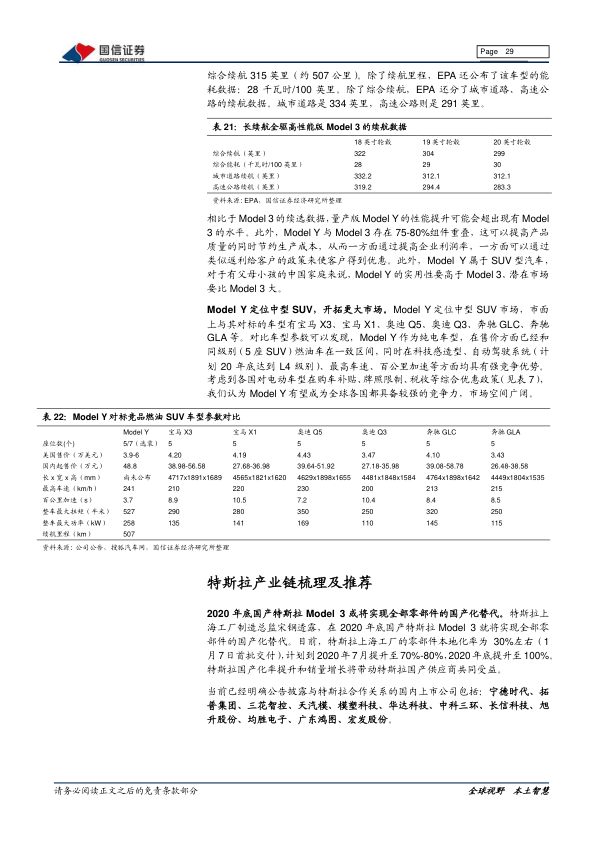 国信证券
GUOSEN SECURITIES
Page 29
综合续航 315 英里（约 507 公里）。除了续航里程，EPA 还公布了该车型的能
耗数据：28 千瓦时/100 英里。除了综合续航，EPA 还分了城市道路、高速公
路的续航数据。城市道路是 334 英里，高速公路则是 291 英里。
表 21：长续航全驱高性能版 Model 3 的续航数据
18 英寸轮毂 19 英寸轮毂 20 英寸轮毂
综合续航（英里） 322 304 299
综合能耗（千瓦时/100 英里） 28 29 30
城市道路续航（英里） 332.2 312.1 312.1
高速公路续航（英里） 319.2 294.4 283.3
资料来源: EPA、国信证券经济研究所整理
相比于 Model 3 的续选数据，量产版 Model Y 的性能提升可能会超出现有 Model
3 的水平。此外，Model Y 与 Model 3 存在 75-80%组件重叠，这可以提高产品
质量的同时节约生产成本，从而一方面通过提高企业利润率，一方面可以通过
类似返利给客户的政策来使客户得到优惠。此外，Model Y 属于 SUV 型汽车，
对于有父母小孩的中国家庭来说，Model Y 的实用性要高于 Model 3、潜在市场
要比 Model 3 大。
Model Y 定位中型 SUV，开拓更大市场。Model Y 定位中型 SUV 市场，市面
上与其对标的车型有宝马 X3、宝马 X1、奥迪 Q5、奥迪 Q3、奔驰 GLC、奔驰
GLA 等。对比车型参数可以发现，Model Y 作为纯电车型，在售价方面已经和
同级别（5 座 SUV）燃油车在一致区间，同时在科技感造型、自动驾驶系统（计
划 20 年底达到 L4 级别）、最高车速、百公里加速等方面均具有强竞争优势。
考虑到各国对电动车型在购车补贴、牌照限制、税收等综合优惠政策（见表 7），
我们认为 Model Y 有望成为全球各国都具备较强的竞争力，市场空间广阔。
表 22：Model Y 对标竞品燃油 SUV 车型参数对比
Model Y 宝马 X3 宝马 X1 奥迪 Q5 奥迪 Q3 奔驰 GLC 奔驰 GLA
座位数(个) 5/7（选装） 5 5 5 5 5 5
美国售价（万美元） 3.9-6 4.20 4.19 4.43 3.47 4.10 3.43
国内起售价（万元） 48.8 38.98-56.58 27.68-36.98 39.64-51.92 27.18-35.98 39.08-58.78 26.48-38.58
长 x 宽 x 高（mm） 尚未公布 4717x1891x1689 4565x1821x1620 4629x1898x1655 4481x1848x1584 4764x1898x1642 4449x1804x1535
最高车速（km/h） 241 210 220 230 200 213 215
百公里加速（s） 3.7 8.9 10.5 7.2 10.4 8.4 8.5
整车最大扭矩（牛米） 527 290 280 350 250 320 250
整车最大功率（kW） 258 135 141 169 110 145 115
续航里程（km） 507
资料来源: 公司公告，搜狐汽车网，国信证券经济研究所整理
特斯拉产业链梳理及推荐
2020 年底国产特斯拉 Model 3 或将实现全部零部件的国产化替代。特斯拉上
海工厂制造总监宋钢透露，在 2020 年底国产特斯拉 Model 3 就将实现全部零
部件的国产化替代。目前，特斯拉上海工厂的零部件本地化率为 30%左右（1
月 7 日首批交付），计划到 2020 年 7 月提升至 70%-80%，2020 年底提升至 100%。
特斯拉国产化率提升和销量增长将带动特斯拉国产供应商共同受益。
当前已经明确公告披露与特斯拉合作关系的国内上市公司包括：宁德时代、拓
普集团、三花智控、天汽模、模塑科技、华达科技、中科三环、长信科技、旭
升股份、均胜电子、广东鸿图、宏发股份。
请务必阅读正文之后的免责条款部分
全球视野 本土智慧